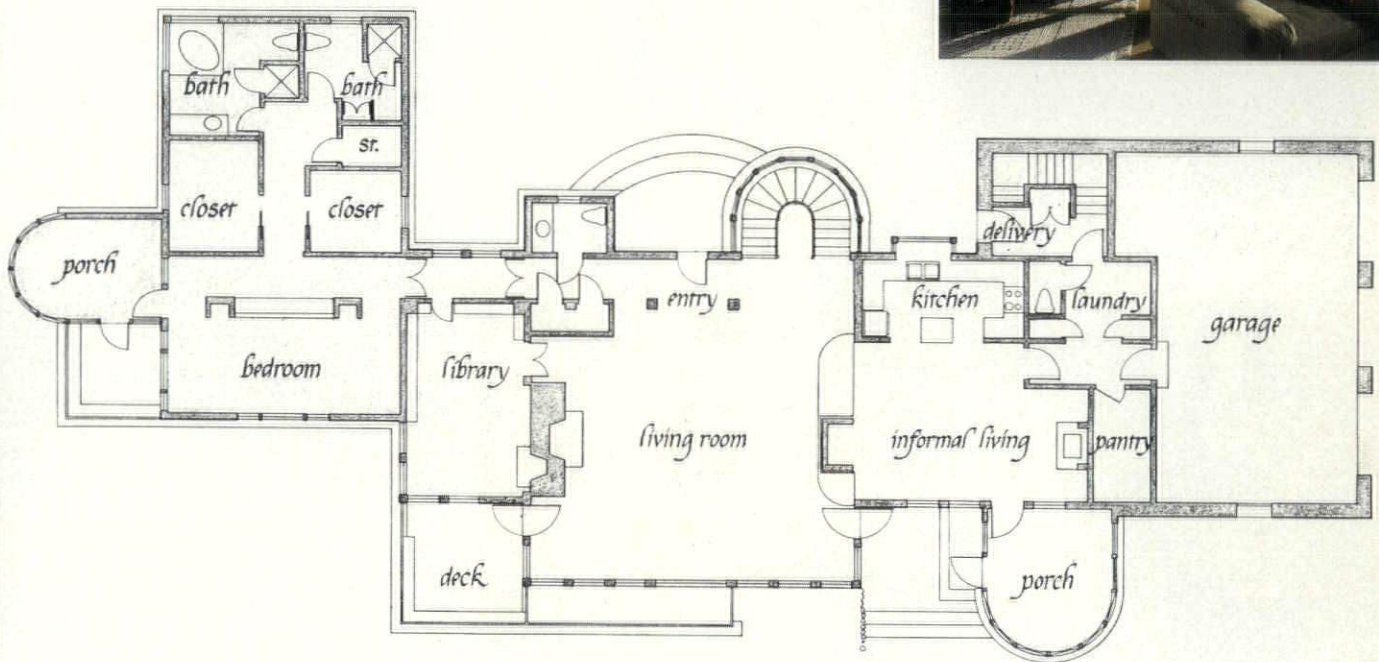 bath
bath
st.
closet
closet
porch
bedroom
library
entry
living room
deck
kitchen
delivery
laundry
garage
informal living
pantry
porch